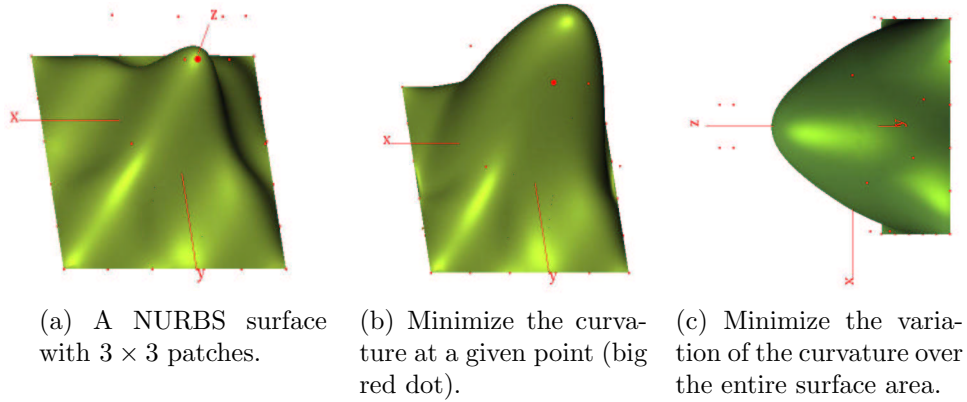 z
x
y
x
y
z
y
x
(a) A NURBS surface
with 3 × 3 patches.
(b) Minimize the curva-
ture at a given point (big
red dot).
(c) Minimize the varia-
tion of the curvature over
the entire surface area.